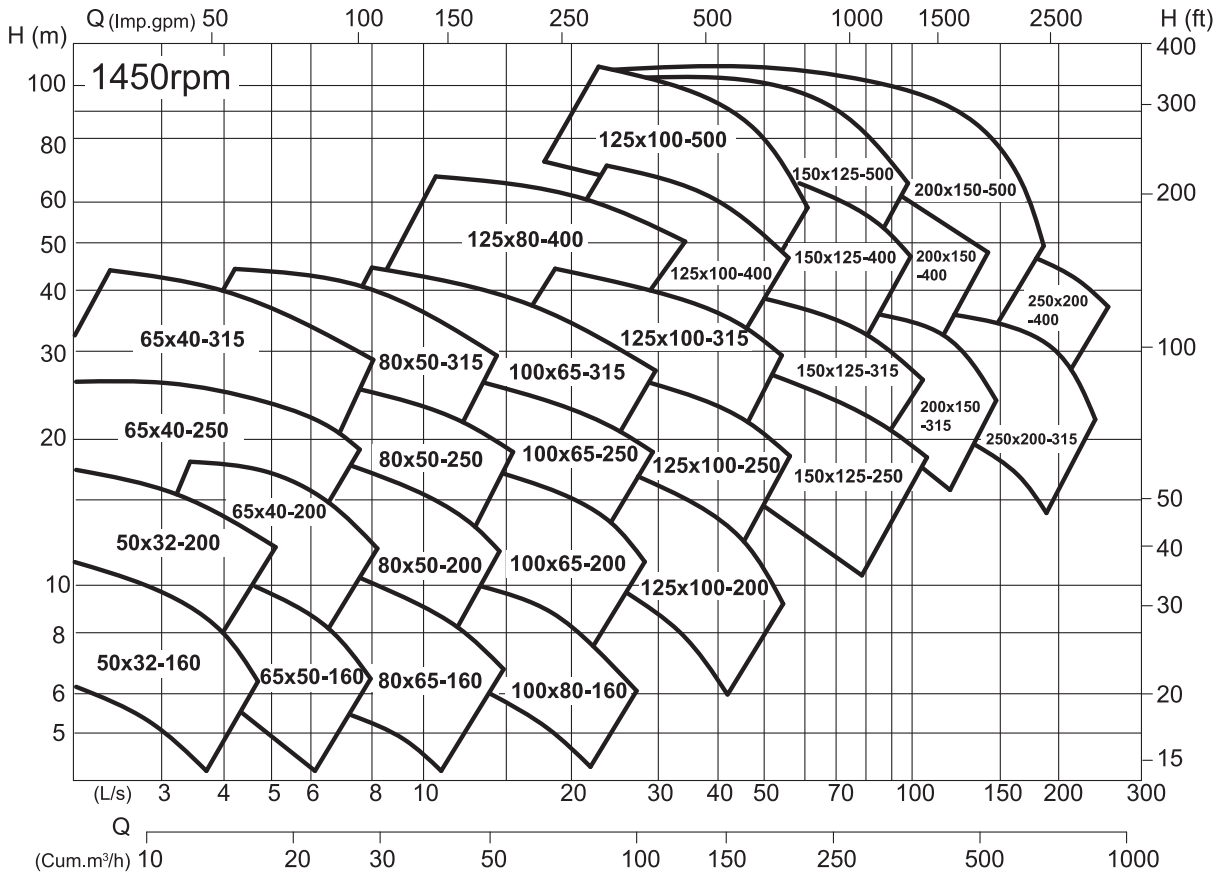 Q (Imp.gpm) 50 100 150 250 500 1000 1500 2500
H (m) H (ft)
1450rpm
100
80
60
50
40
30
20
10
8
6
5
400
300
200
100
50
40
30
20
15
125x100-500
150x125-500
200x150-500
125x80-400
125x100-400
150x125-400
200x150
-400
250x200
-400
65x40-315
80x50-315
100x65-315
125x100-315
150x125-315
200x150
-315
250x200-315
65x40-250
80x50-250
100x65-250
125x100-250
150x125-250
50x32-200
65x40-200
80x50-200
100x65-200
125x100-200
50x32-160
65x50-160
80x65-160
100x80-160
(L/s) 3 4 5 6 8 10 20 30 40 50 70 100 150 200 300
Q
(Cum.m³/h) 10 20 30 50 100 150 250 500 1000